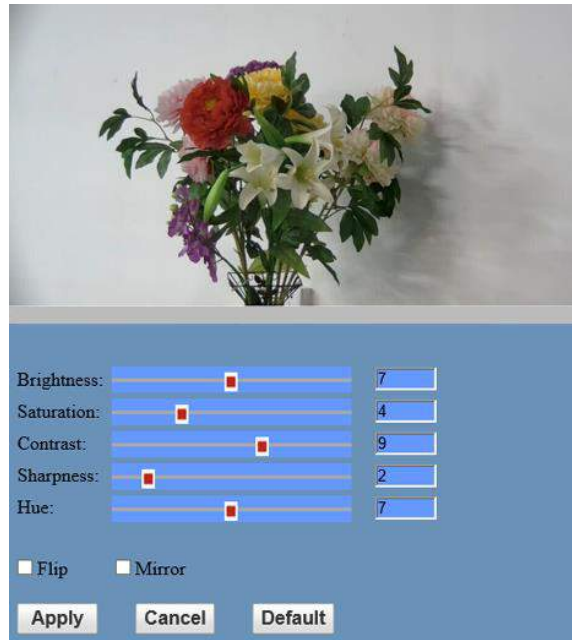 Brightness: 7
Saturation: 4
Contrast: 9
Sharpness: 2
Hue: 7
Flip Mirror
Apply Cancel Default